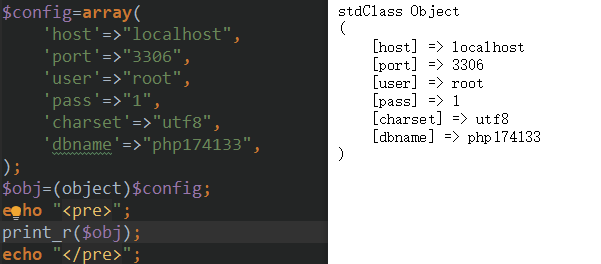 $config=array(
    'host'=>"localhost",
    'port'=>"3306",
    'user'=>"root",
    'pass'=>"1",
    'charset'=>"utf8",
    'dbname'=>"php174133",
);
$obj=(object)$config;
echo "<pre>";
print_r($obj);
echo "</pre>";
stdClass Object
(
    [host] => localhost
    [port] => 3306
    [user] => root
    [pass] => 1
    [charset] => utf8
    [dbname] => php174133
)